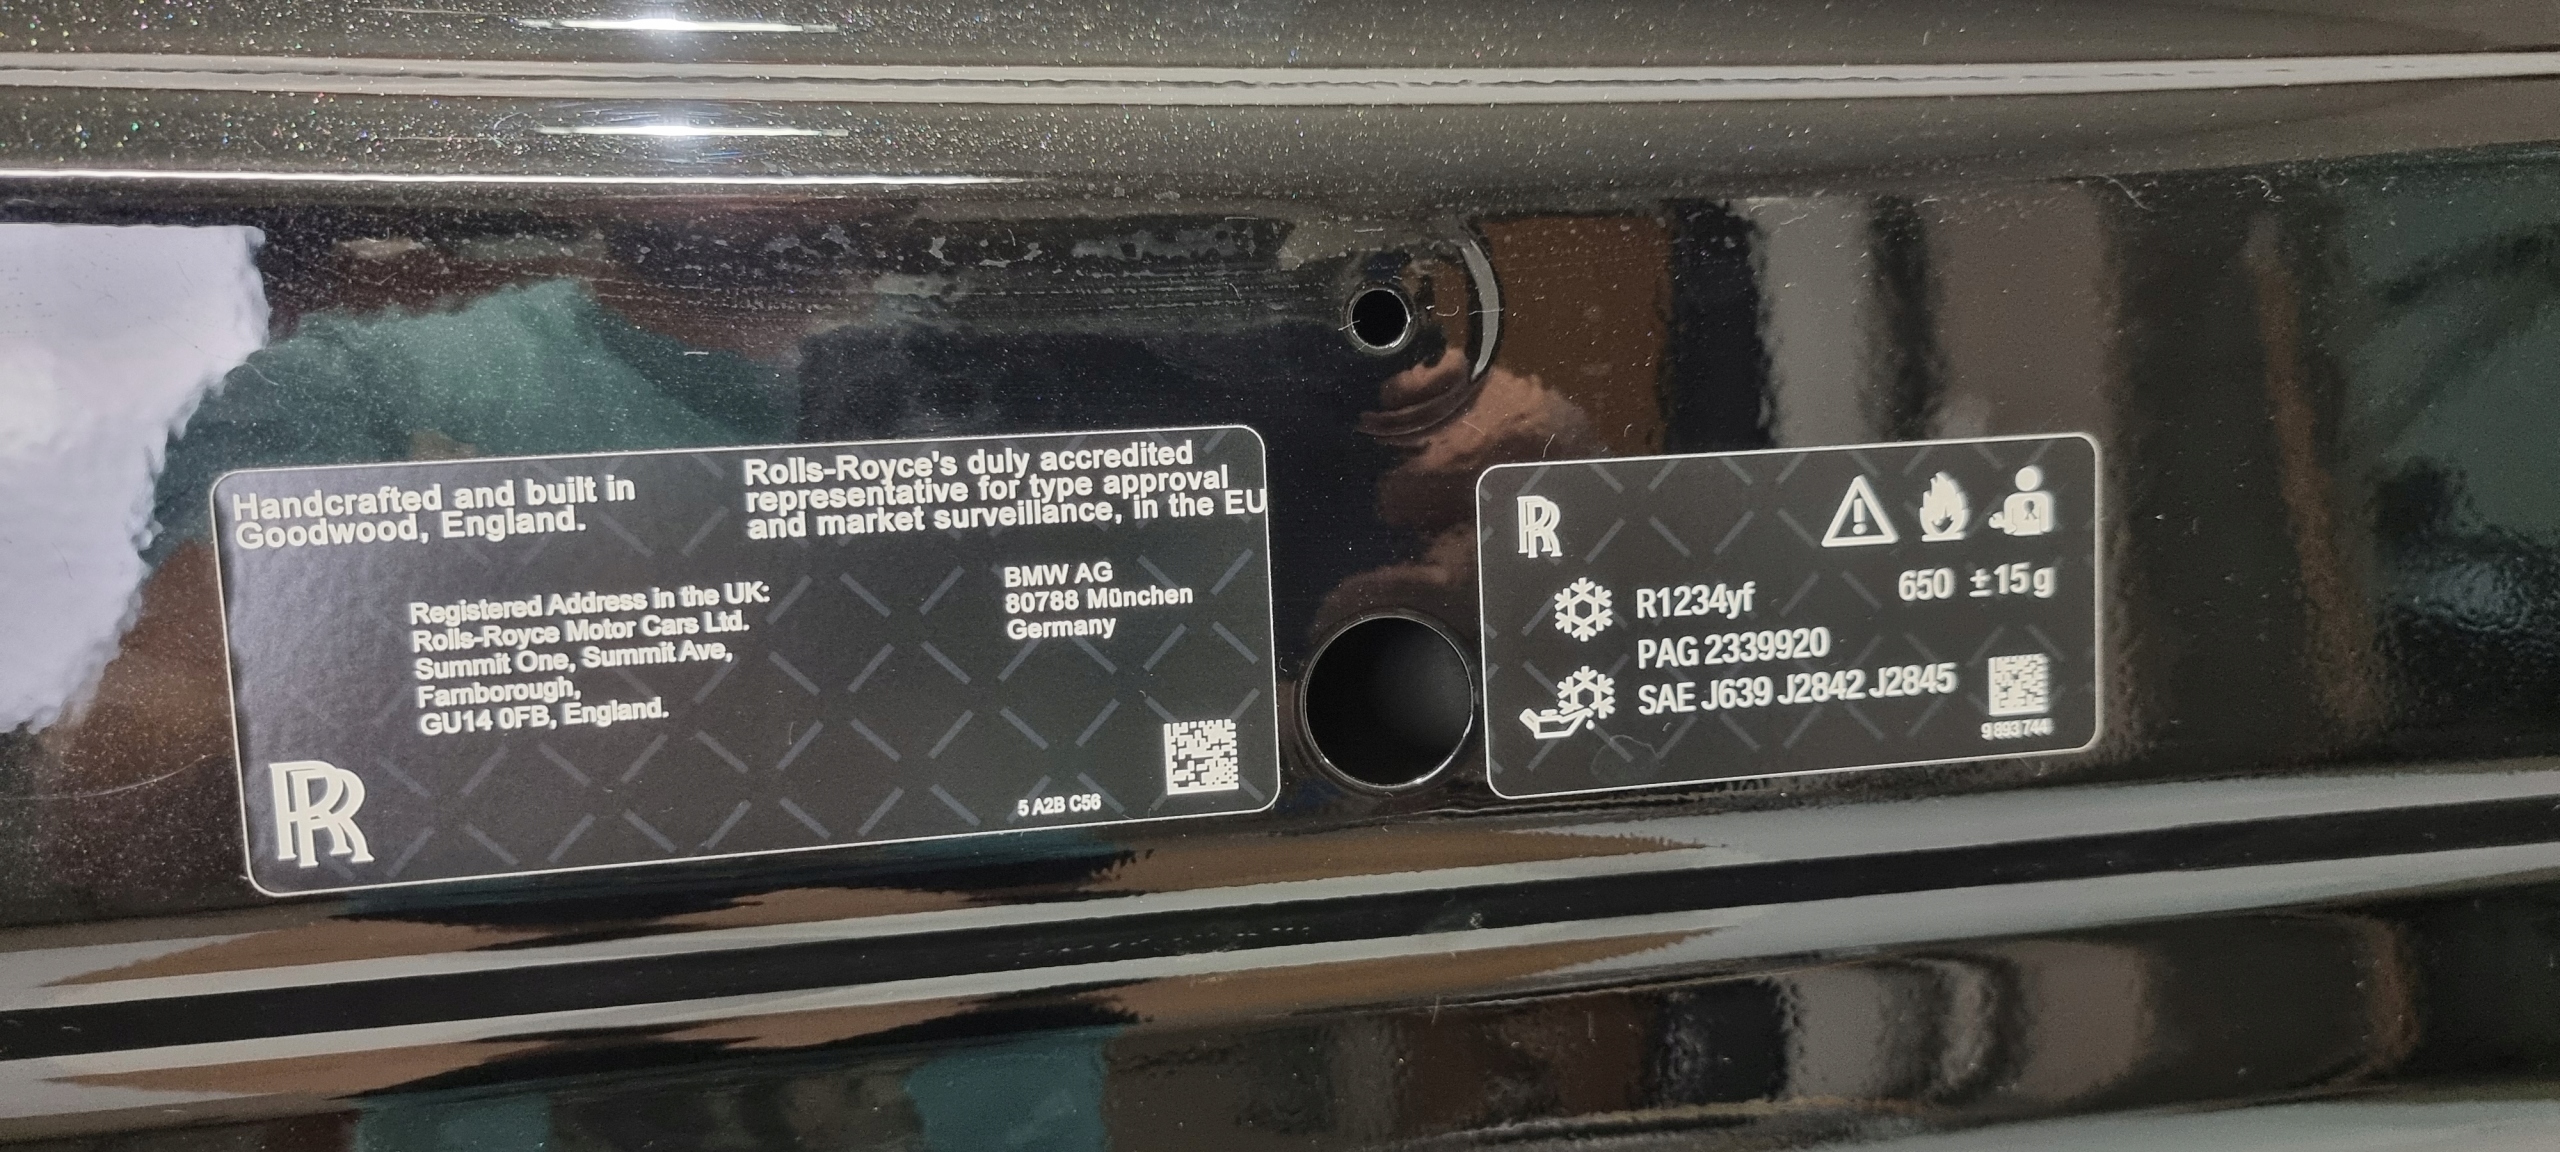 Handcrafted and built in
Goodwood, England.
Rolls-Royce's duly accredited
representative for type approval
and market surveillance, in the EU
Registered Address in the UK:
Rolls-Royce Motor Cars Ltd.
Summit One, Summit Ave,
Farnborough,
GU14 0FB, England.
BMW AG
80788 München
Germany
RR
5 A2B C56
RR
R1234yf
650 ±15g
PAG 2339920
SAE J639 J2842 J2845
9 893 744